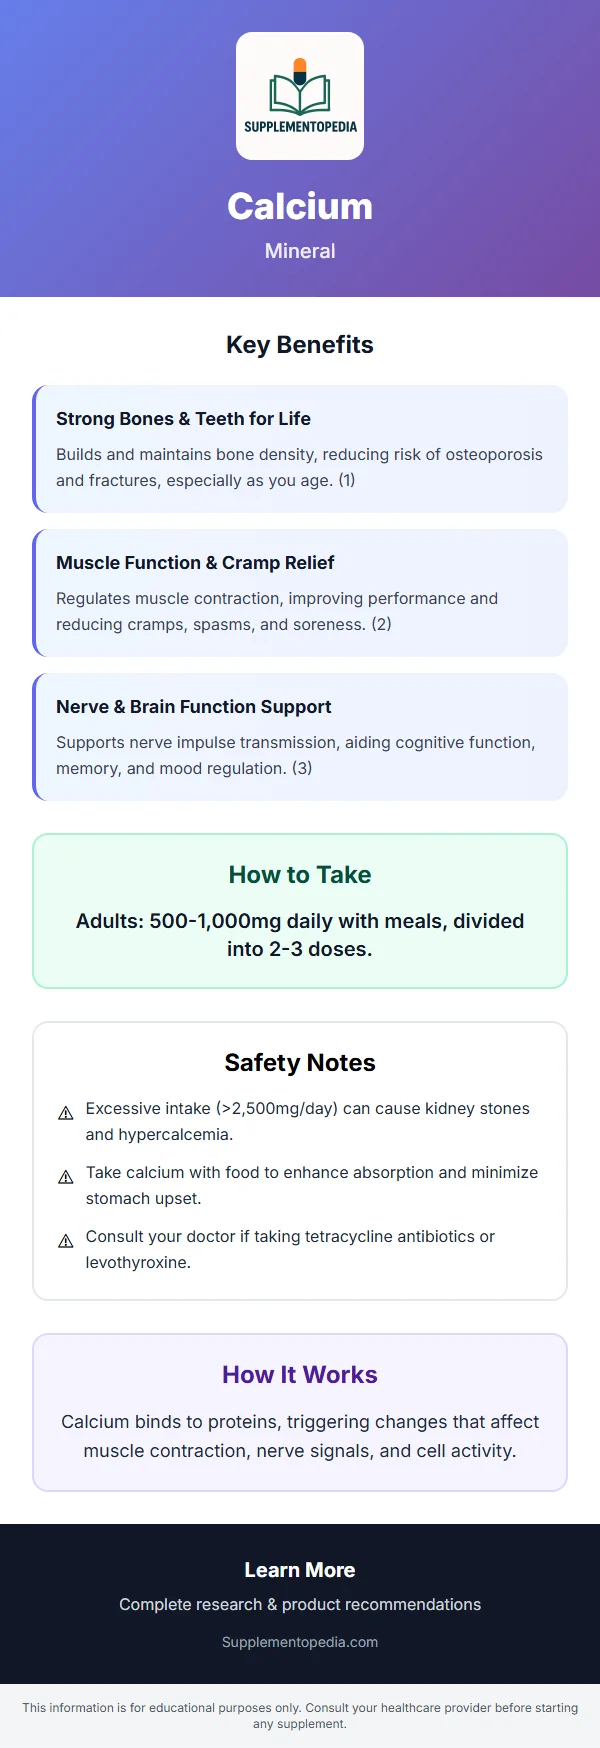 SUPPLEMENTOPEDIA
Calcium
Mineral
Key Benefits
Strong Bones & Teeth for Life
Builds and maintains bone density, reducing risk of osteoporosis
and fractures, especially as you age. (1)
Muscle Function & Cramp Relief
Regulates muscle contraction, improving performance and
reducing cramps, spasms, and soreness. (2)
Nerve & Brain Function Support
Supports nerve impulse transmission, aiding cognitive function,
memory, and mood regulation. (3)
How to Take
Adults: 500-1,000mg daily with meals, divided
into 2-3 doses.
Safety Notes
Excessive intake (>2,500mg/day) can cause kidney stones
and hypercalcemia.
Take calcium with food to enhance absorption and minimize
stomach upset.
Consult your doctor if taking tetracycline antibiotics or
levothyroxine.
How It Works
Calcium binds to proteins, triggering changes that affect
muscle contraction, nerve signals, and cell activity.
Learn More
Complete research & product recommendations
Supplementopedia.com
This information is for educational purposes only. Consult your healthcare provider before starting
any supplement.